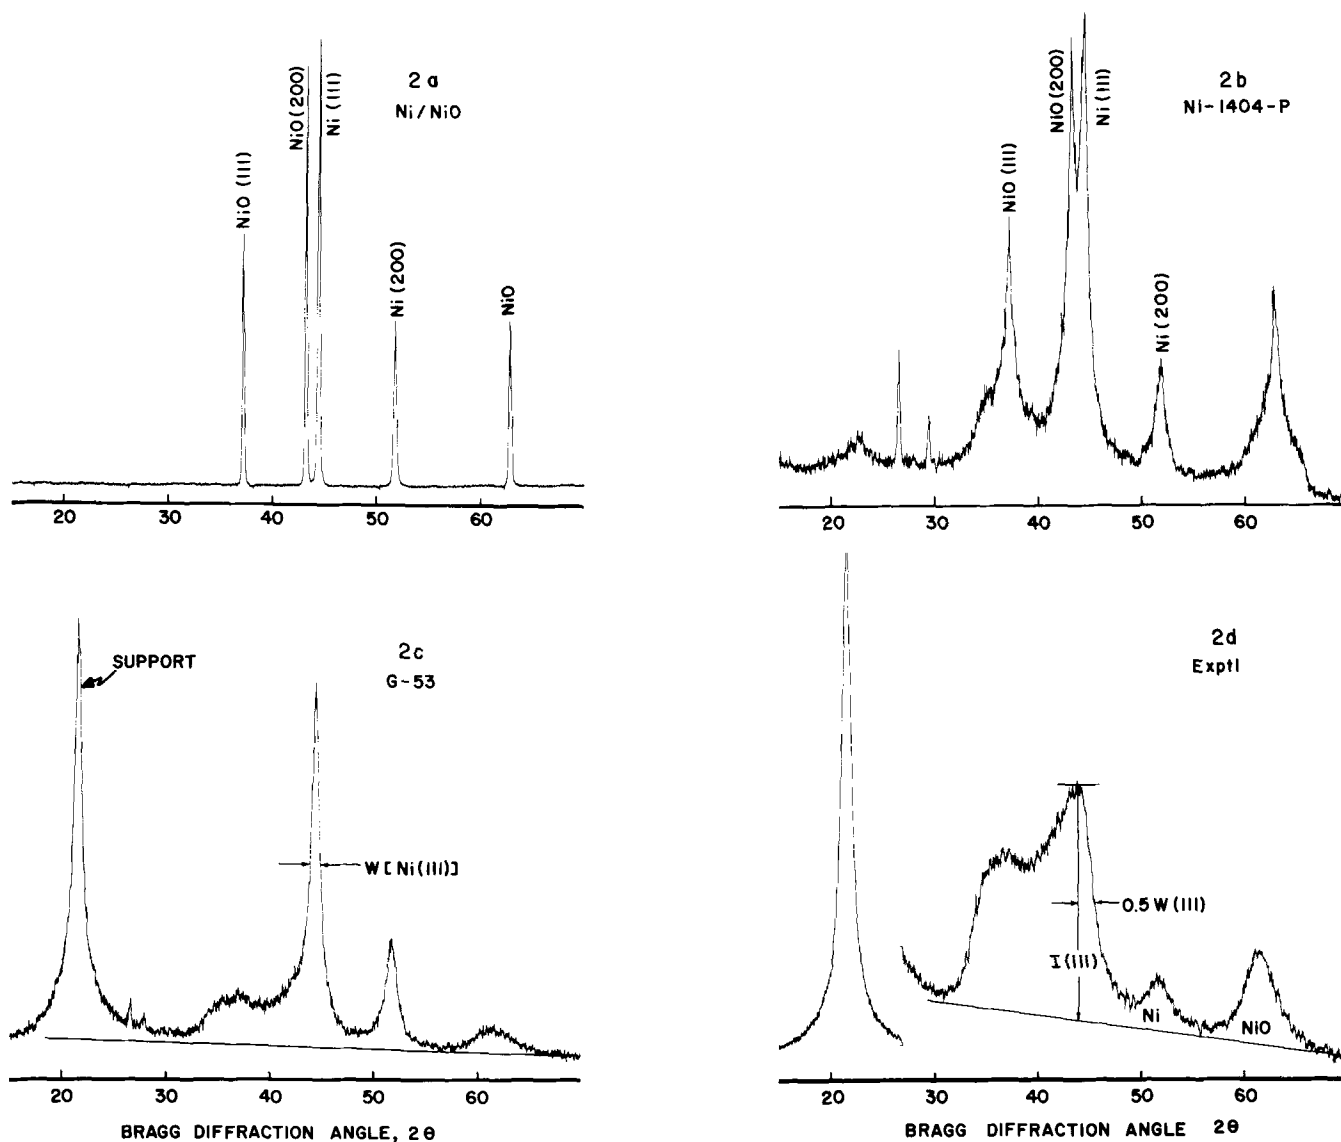 2a
Ni/NiO
NiO (111)
NiO (200)
Ni (111)
Ni (200)
NiO
20 30 40 50 60
2b
Ni-1404-P
NiO (111)
NiO (200)
Ni (111)
Ni (200)
20 30 40 50 60
2c
G-53
SUPPORT
W [Ni(111)]
20 30 40 50 60
BRAGG DIFFRACTION ANGLE, 2θ
2d
Exptl
0.5W (111)
I (111)
Ni
NiO
20 30 40 50 60
BRAGG DIFFRACTION ANGLE 2θ